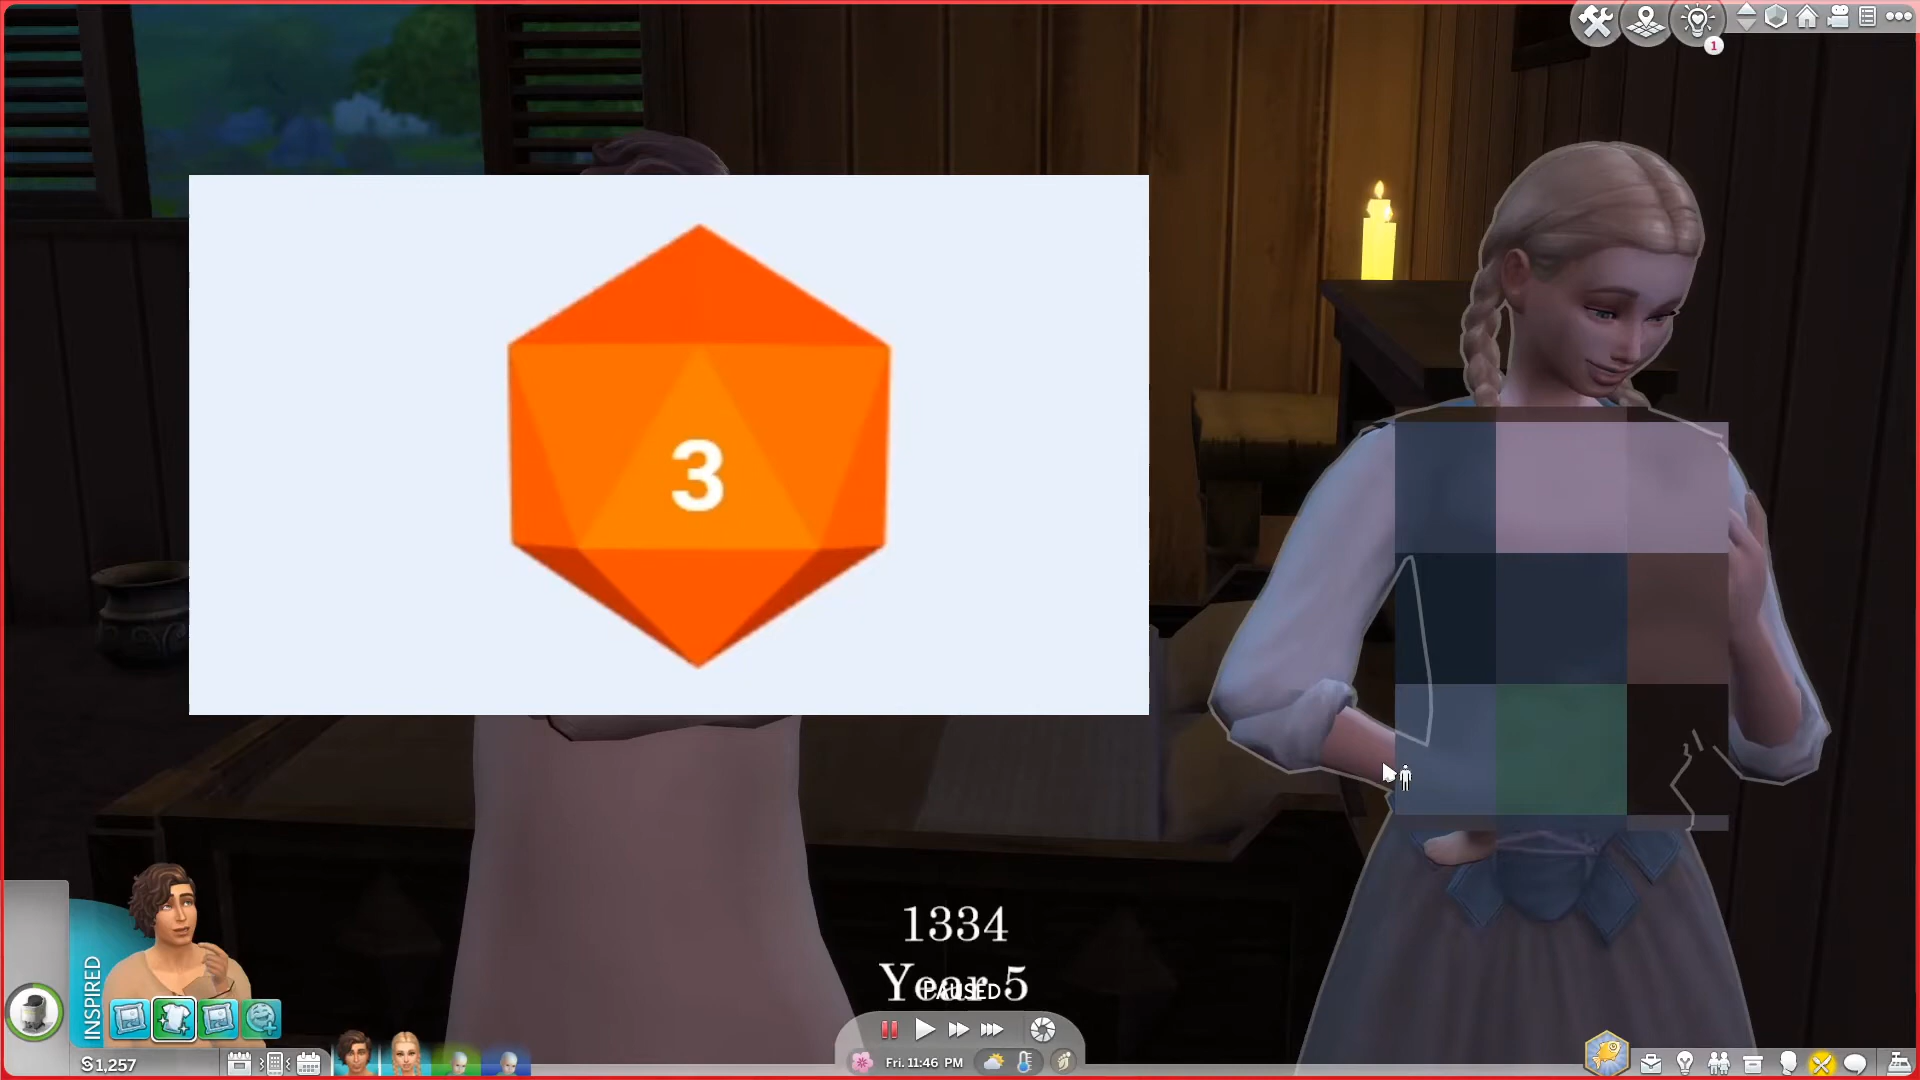 1
3
1334
Year 5
PAUSED
INSPIRED
§1,257
Fri. 11:46 PM